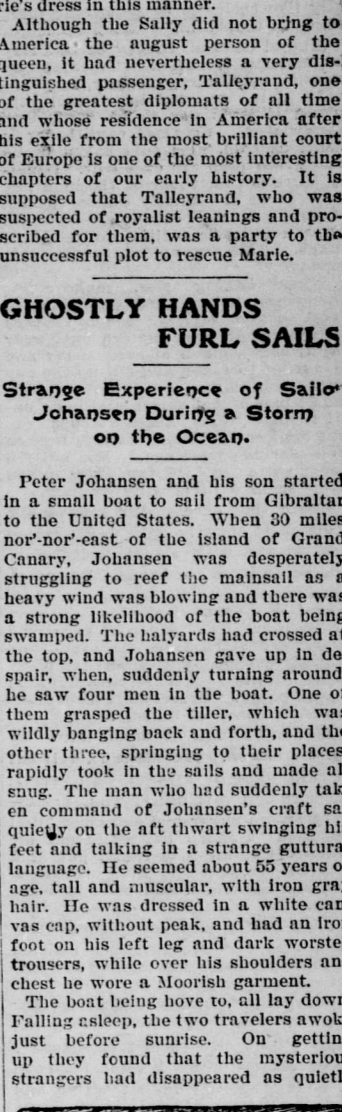 rie's dress in this manner.
Although the Sally did not bring to
America the august person of the
queen, it had nevertheless a very dis-
tinguished passenger, Talleyrand, one
of the greatest diplomats of all time
and whose residence in America after
his exile from the most brilliant court
of Europe is one of the most interesting
chapters of our early history. It is
supposed that Talleyrand, who was
suspected of royalist leanings and pro-
scribed for them, was a party to the
unsuccessful plot to rescue Marie.
GHOSTLY HANDS
FURL SAILS
Strange Experience of Sailor
Johansen During a Storm
on the Ocean.
Peter Johansen and his son started
in a small boat to sail from Gibraltar
to the United States. When 30 miles
nor'-nor'-east of the island of Grand
Canary, Johansen was desperately
struggling to reef the mainsail as a
heavy wind was blowing and there was
a strong likelihood of the boat being
swamped. The halyards had crossed at
the top, and Johansen gave up in de
spair, when, suddenly turning around
he saw four men in the boat. One of
them grasped the tiller, which was
wildly banging back and forth, and the
other three, springing to their places
rapidly took in the sails and made al
snug. The man who had suddenly tak
en command of Johansen's craft sa
quietly on the aft thwart swinging hi
feet and talking in a strange guttura
language. He seemed about 55 years o
age, tall and muscular, with iron gra
hair. He was dressed in a white can
vas cap, without peak, and had an iro
foot on his left leg and dark worste
trousers, while over his shoulders an
chest he wore a Moorish garment.
The boat being hove to, all lay down
Falling asleep, the two travelers awok
just before sunrise. On gettin
up they found that the mysteriou
strangers had disappeared as quietl